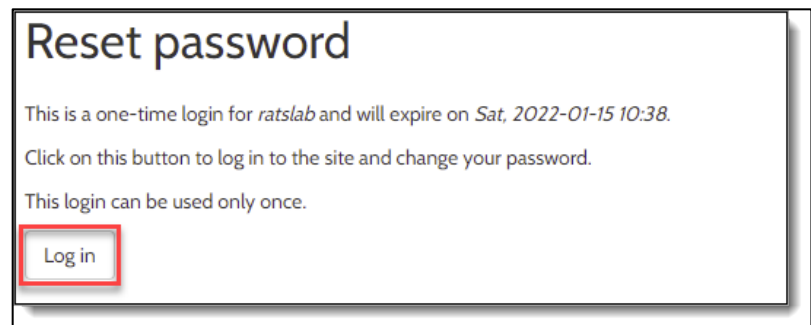 Reset password
This is a one-time login for ratslab and will expire on Sat, 2022-01-15 10:38.
Click on this button to log in to the site and change your password.
This login can be used only once.
Log in